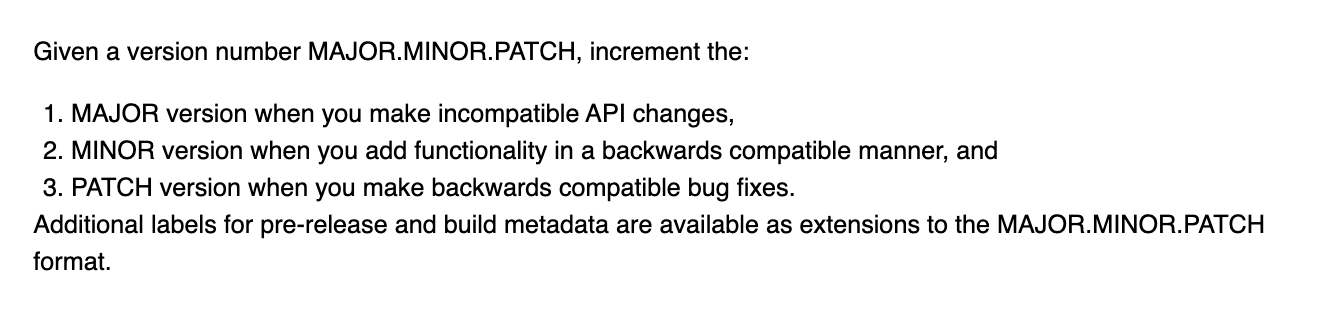 Given a version number MAJOR.MINOR.PATCH, increment the:
1. MAJOR version when you make incompatible API changes,
2. MINOR version when you add functionality in a backwards compatible manner, and
3. PATCH version when you make backwards compatible bug fixes.
Additional labels for pre-release and build metadata are available as extensions to the MAJOR.MINOR.PATCH
format.